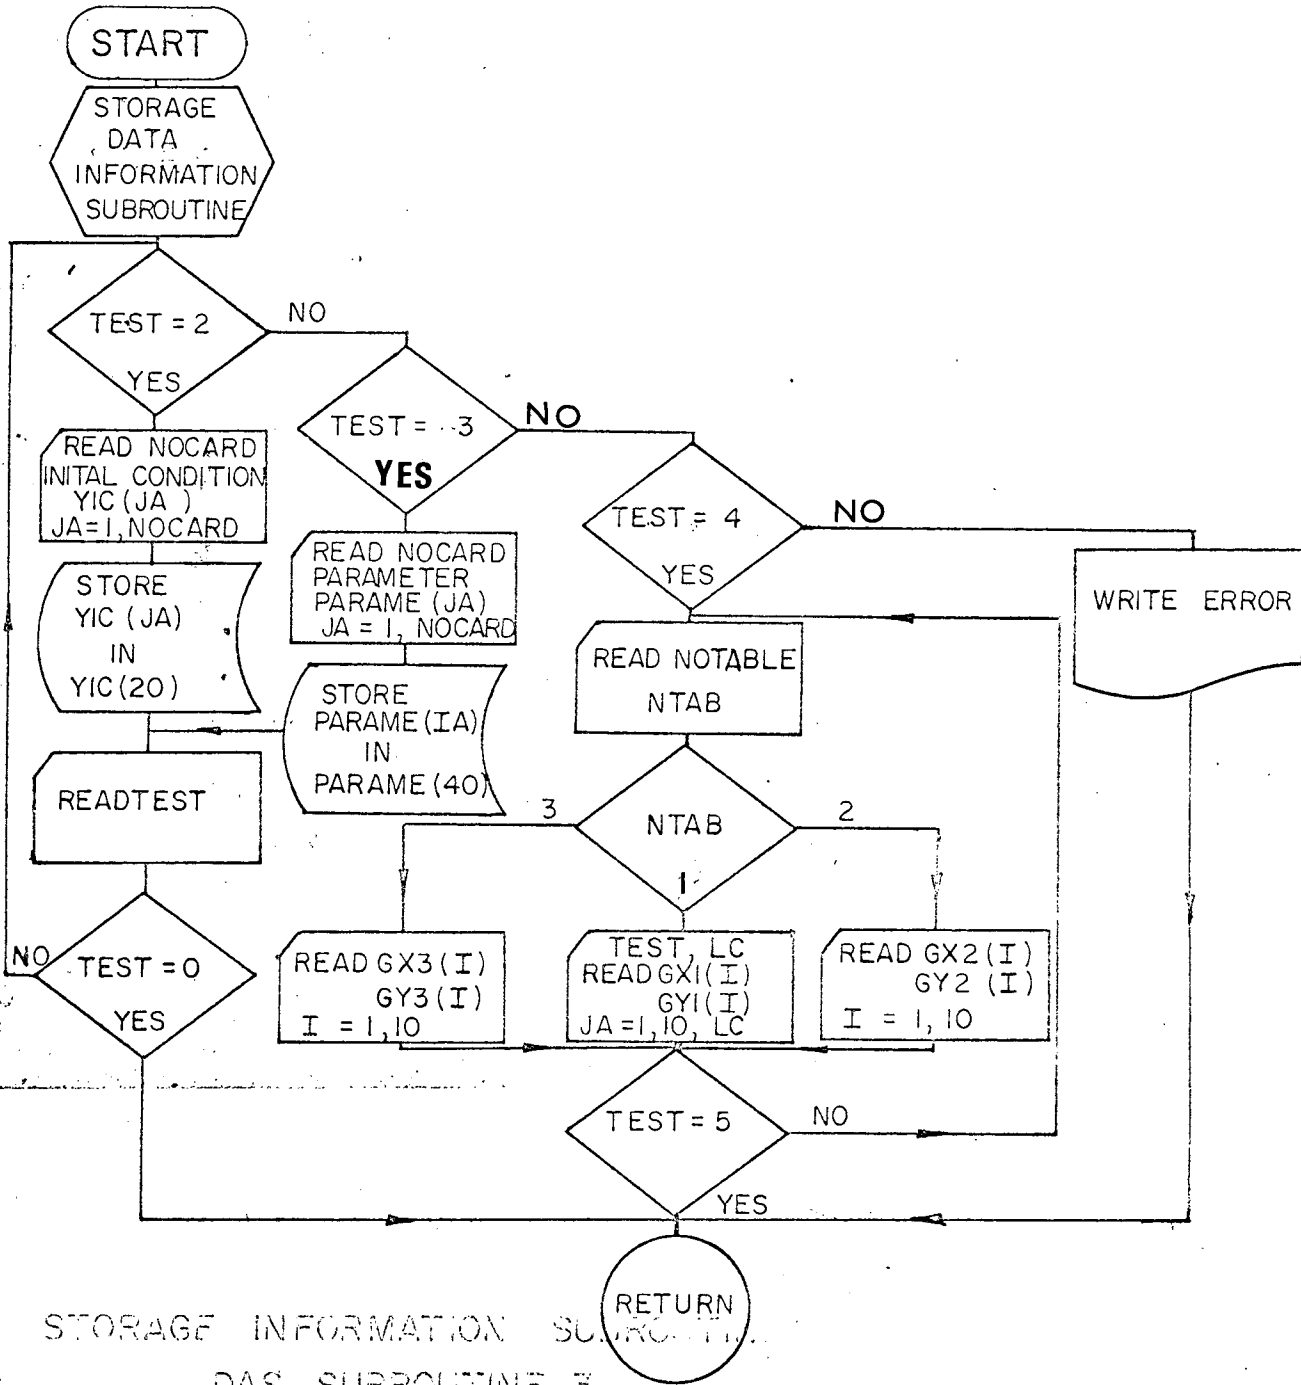 START
STORAGE
DATA
INFORMATION
SUBROUTINE
TEST = 2
NO
YES
TEST = 3
NO
YES
TEST = 4
NO
YES
WRITE ERROR
READ NOCARD
INITAL CONDITION
YIC (JA )
JA=1, NOCARD
READ NOCARD
PARAMETER
PARAME (JA)
JA = 1, NOCARD
STORE
YIC (JA)
IN
YIC(20)
STORE
PARAME(IA)
IN
PARAME(40)
READ NOTABLE
NTAB
READTEST
3
NTAB
2
1
NO
TEST =0
YES
READ GX3(I)
GY3(I)
I = 1,10
TEST, LC
READ GX1(I)
GY1(I)
JA=1,10, LC
READ GX2(I)
GY2 (I)
I = 1, 10
TEST = 5
NO
YES
RETURN
STORAGE INFORMATION
DAS SUBROUTINE